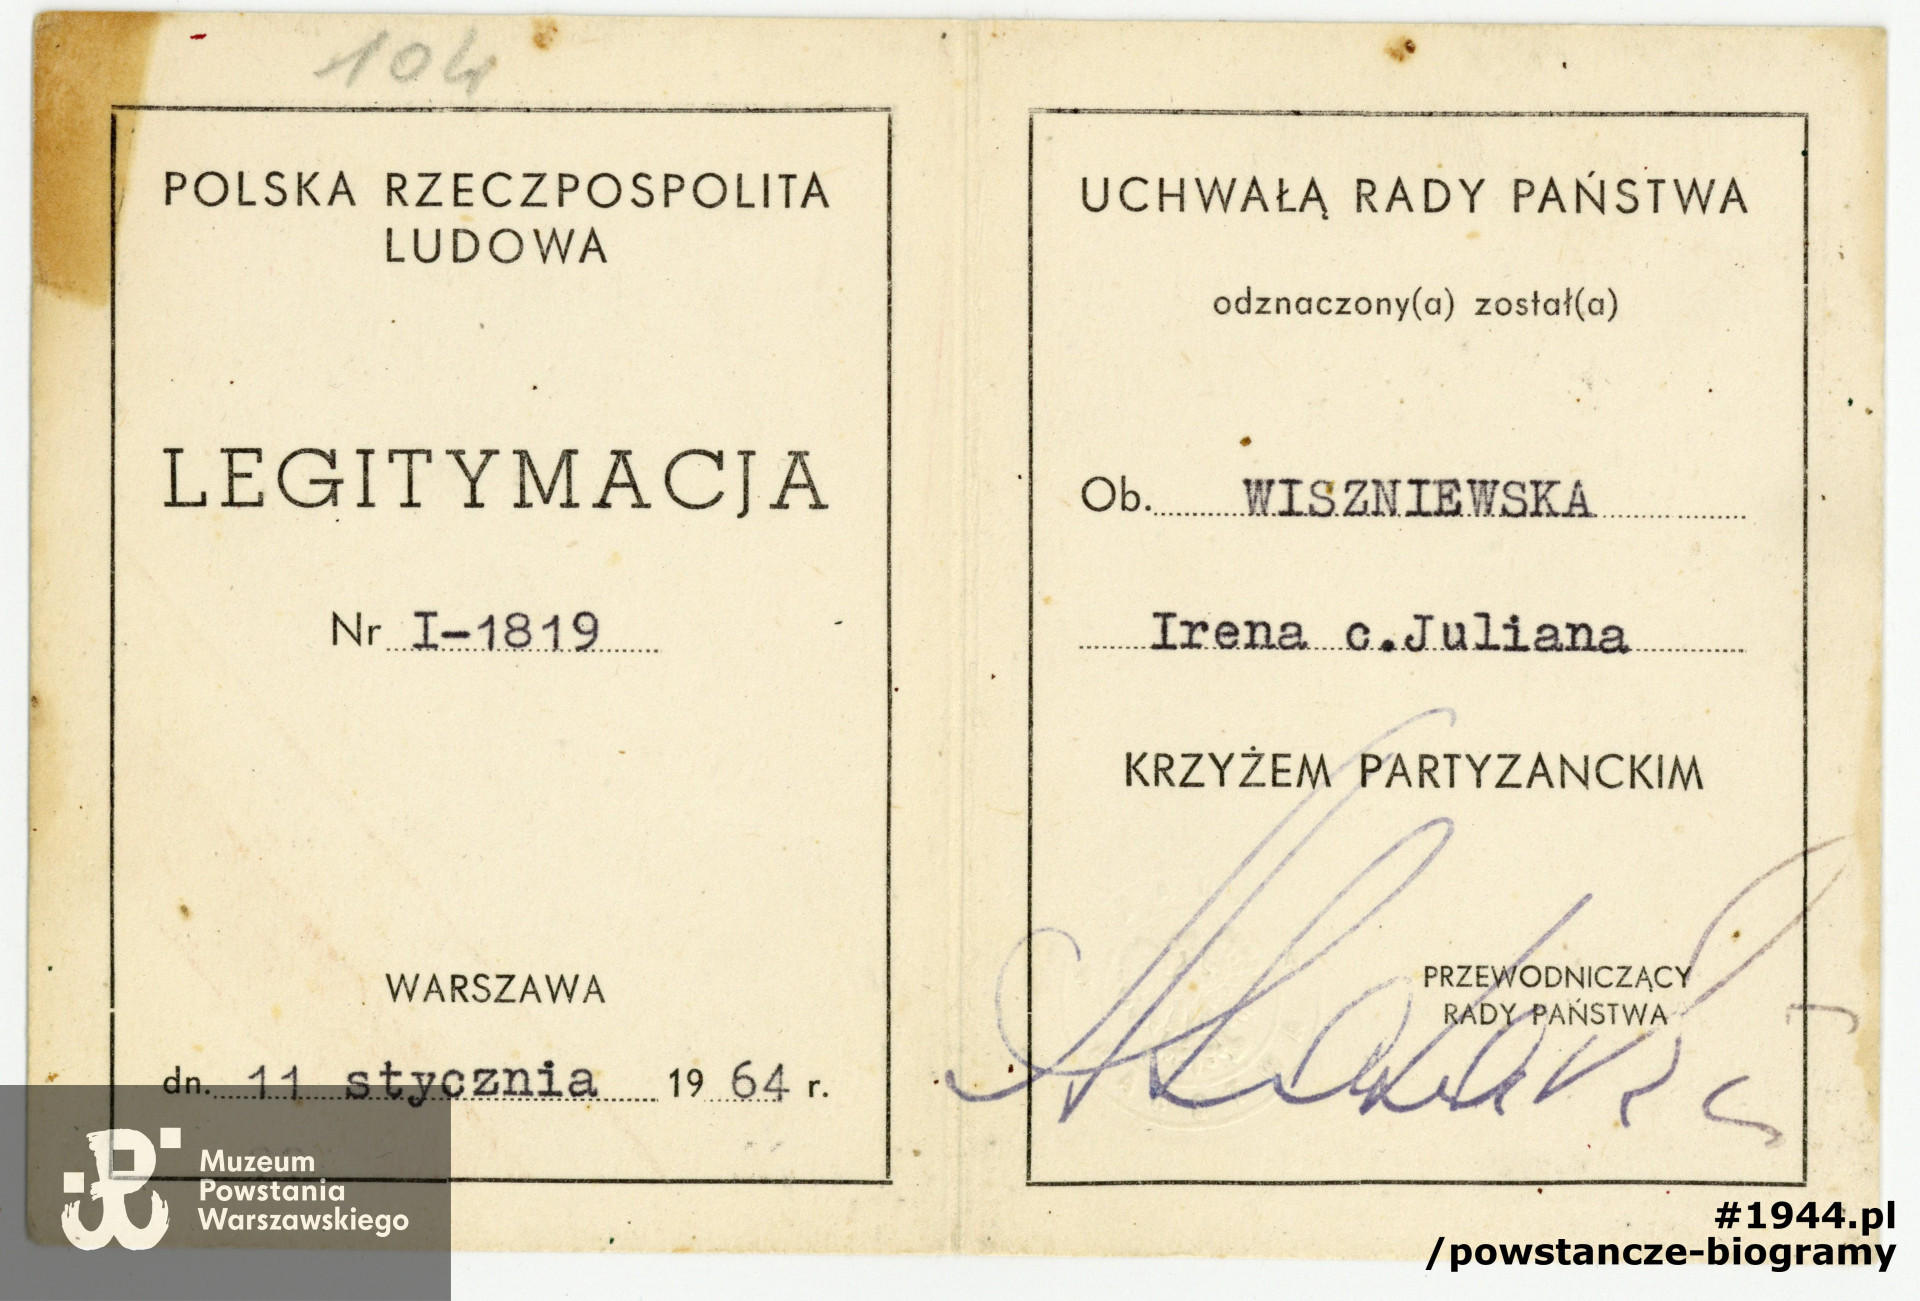 104
POLSKA RZECZPOSPOLITA
LUDOWA
LEGITYMACJA
Nr I-1819
WARSZAWA
dn. 11 stycznia 1964 r.
UCHWAŁĄ RADY PAŃSTWA
odznaczony(a) został(a)
Ob. WISZNIEWSKA
Irena c.Juliana
KRZYŻEM PARTYZANCKIM
PRZEWODNICZĄCY
RADY PAŃSTWA
Muzeum
Powstania
Warszawskiego
#1944.pl
/powstancze-biogramy